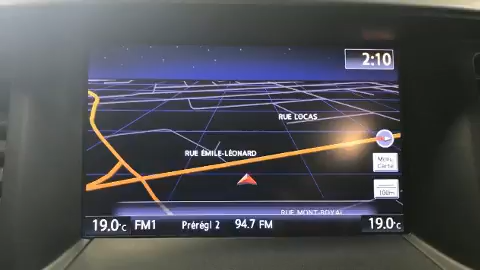 2:10
RUE LOCAS
RUE ÉMILE-LÉONARD
Menu
Carte
100m
RUE MONT-ROYAL
19.0°C FM1 Prérégl 2 94.7 FM 19.0°C